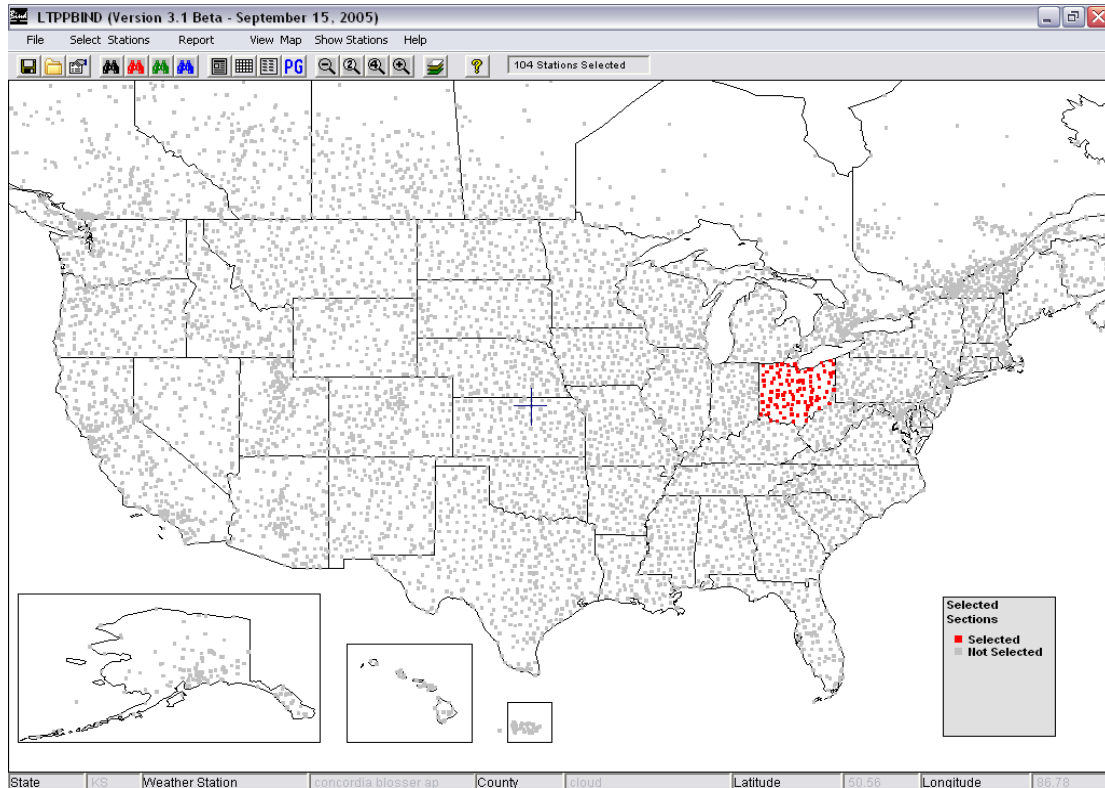 LTPPBIND (Version 3.1 Beta - September 15, 2005)
File Select Stations Report View Map Show Stations Help
PG 104 Stations Selected
Selected
Sections
Selected
Not Selected
State KS Weather Station concordia blosser ap County cloud Latitude 50.56 Longitude 86.78